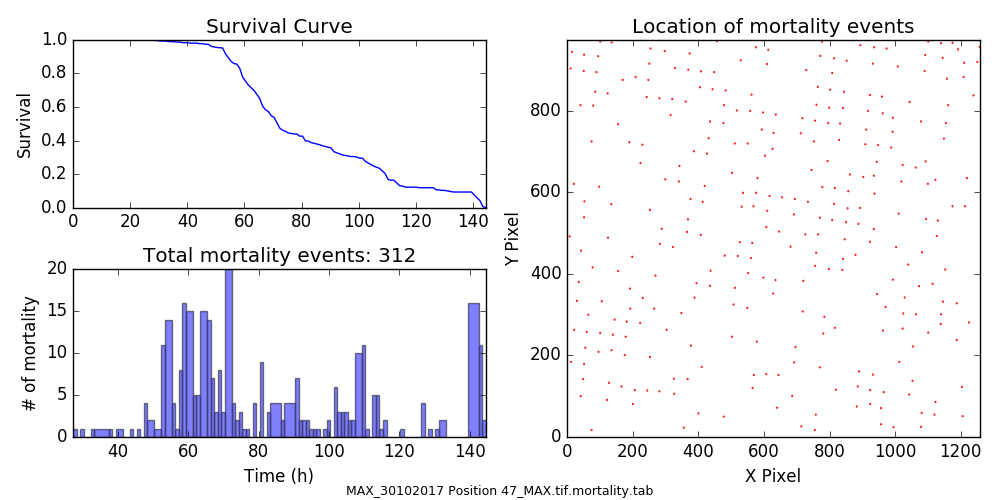 Survival Curve
1.0
0.8
0.6
0.4
0.2
0.0
Survival
0 20 40 60 80 100 120 140
Total mortality events: 312
20
15
10
5
0
# of mortality
40 60 80 100 120 140
Time (h)
Location of mortality events
800
600
400
200
0
Y Pixel
0 200 400 600 800 1000 1200
X Pixel
MAX_30102017 Position 47_MAX.tif.mortality.tab